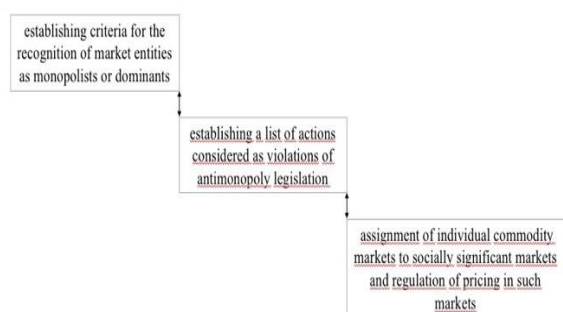 establishing criteria for the
recognition of market entities
as monopolists or dominants
establishing a list of actions
considered as violations of
antimonopoly legislation
assignment of individual commodity
markets to socially significant markets
and regulation of pricing in such
markets